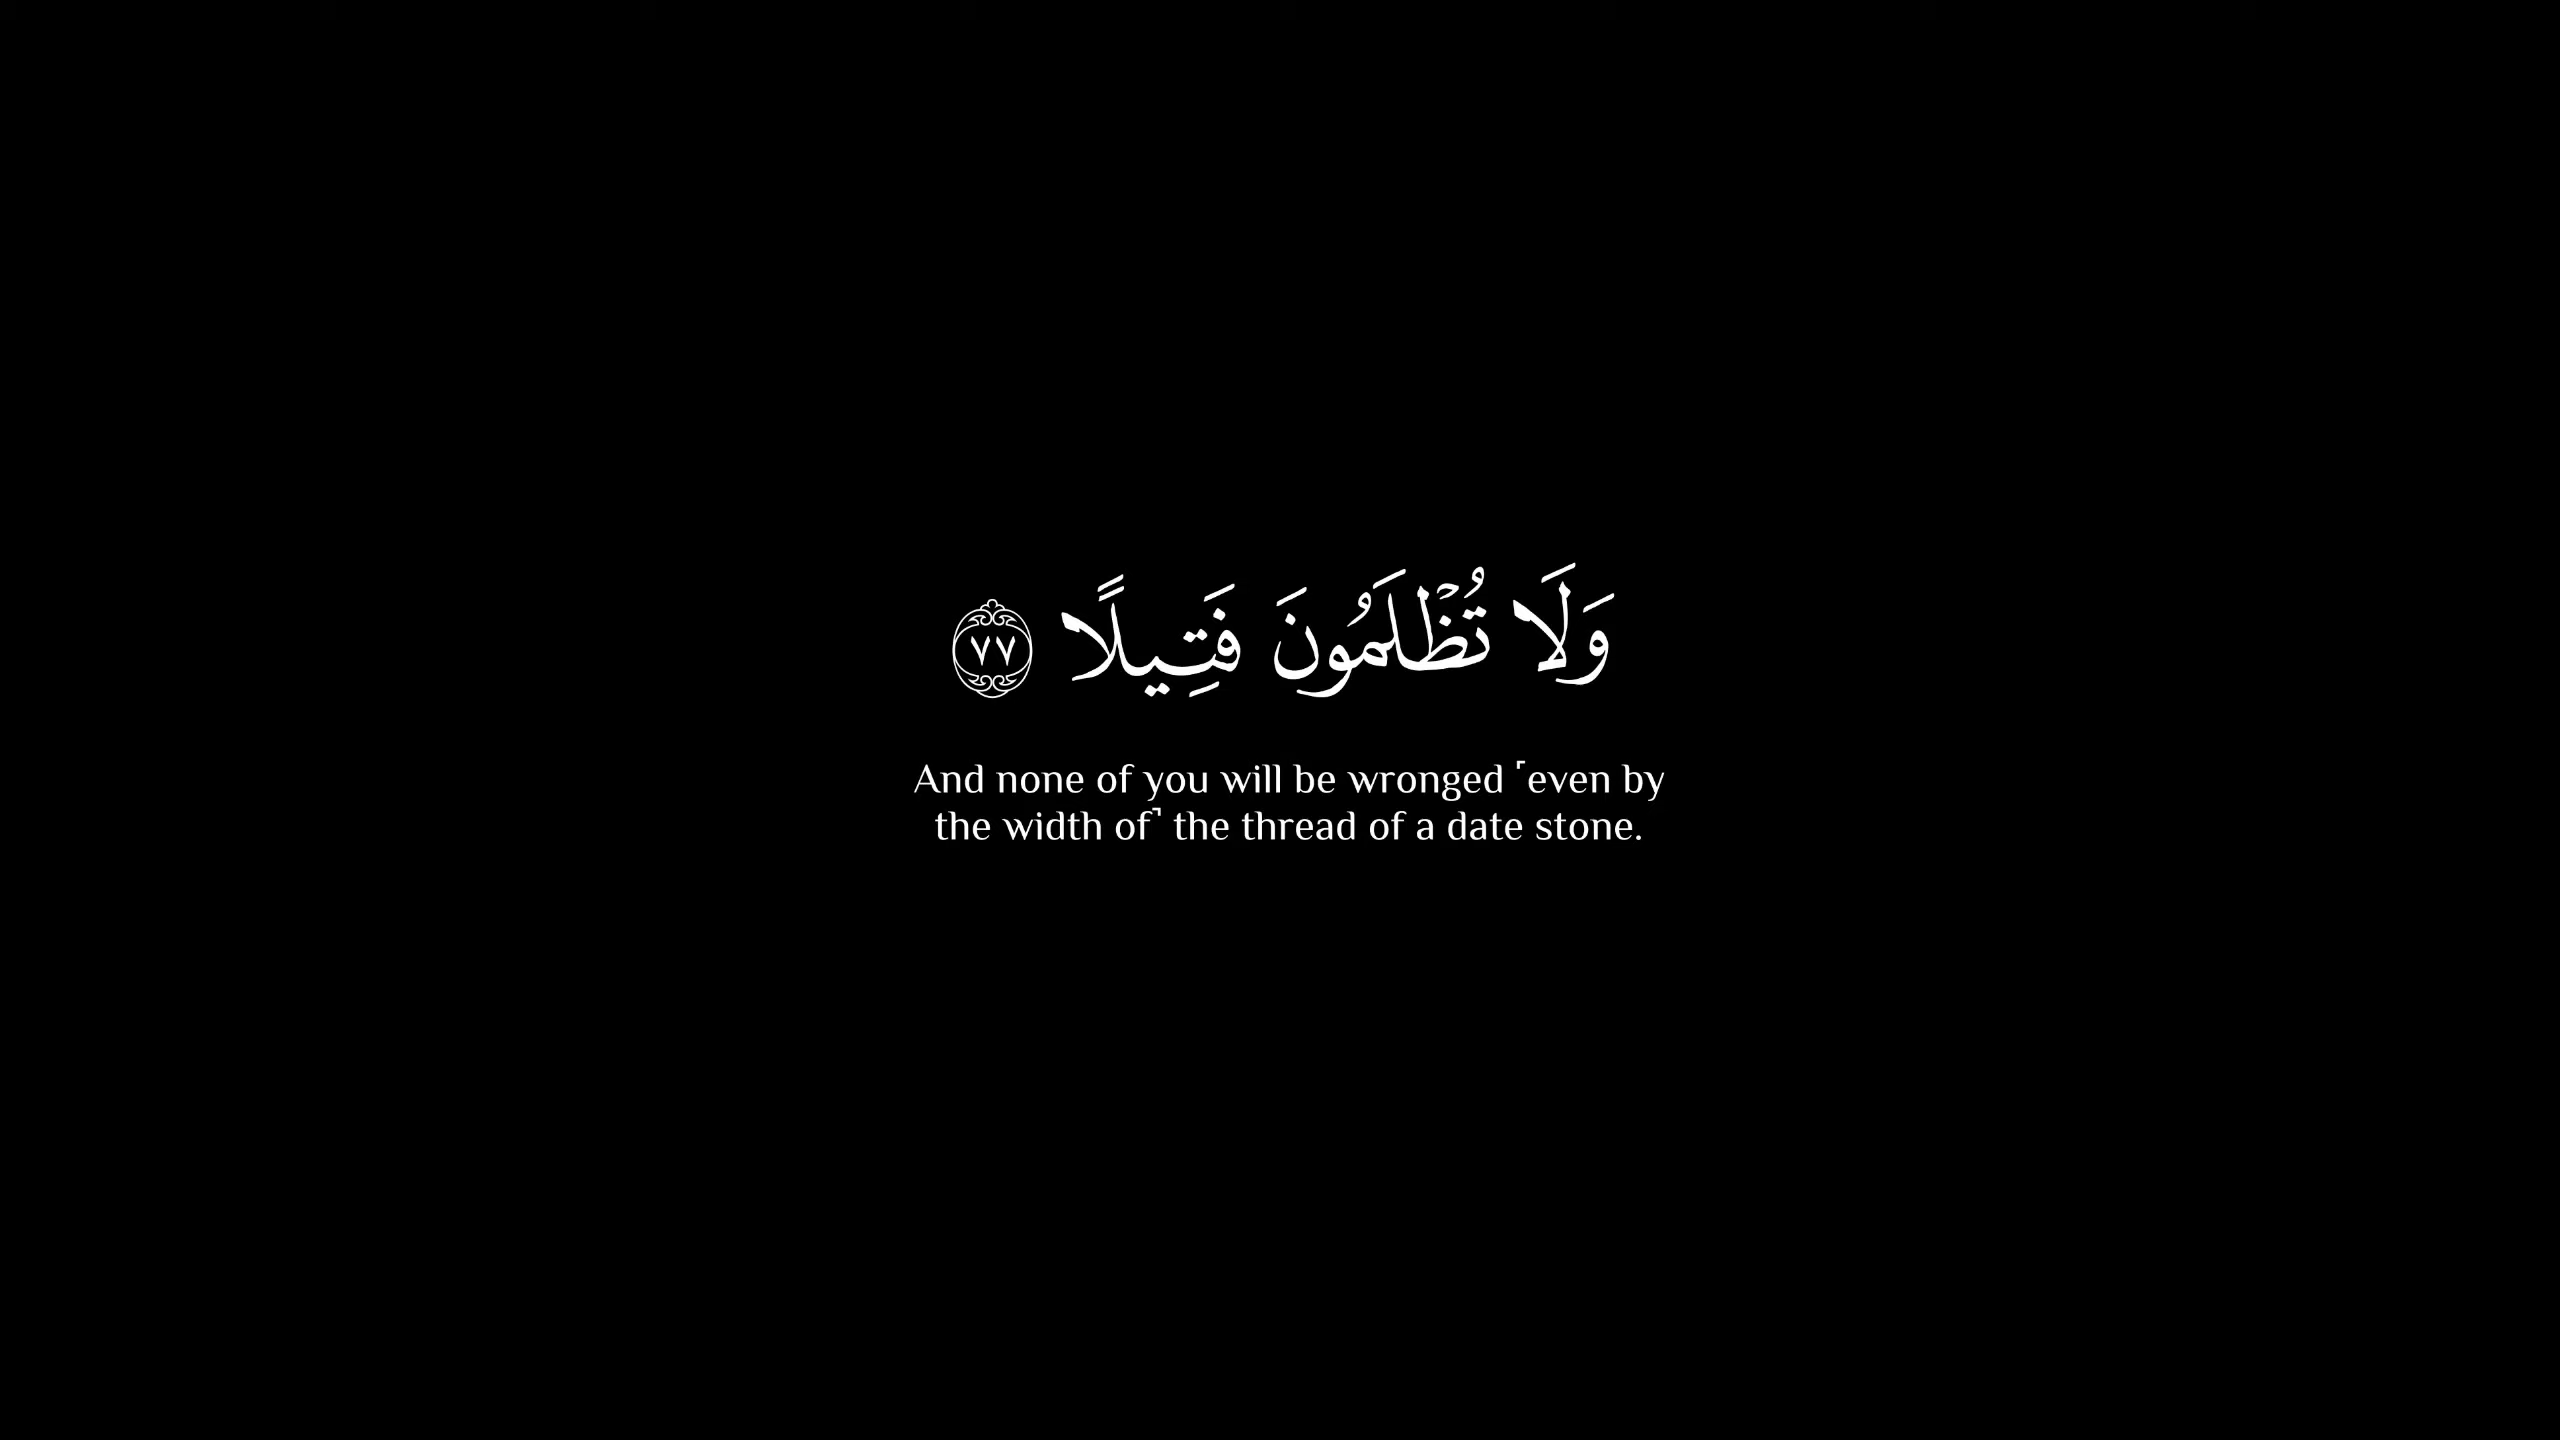 وَلَا تُظْلَمُونَ فَتِيلًا ٧٧
And none of you will be wronged ˹even by
the width of˺ the thread of a date stone.